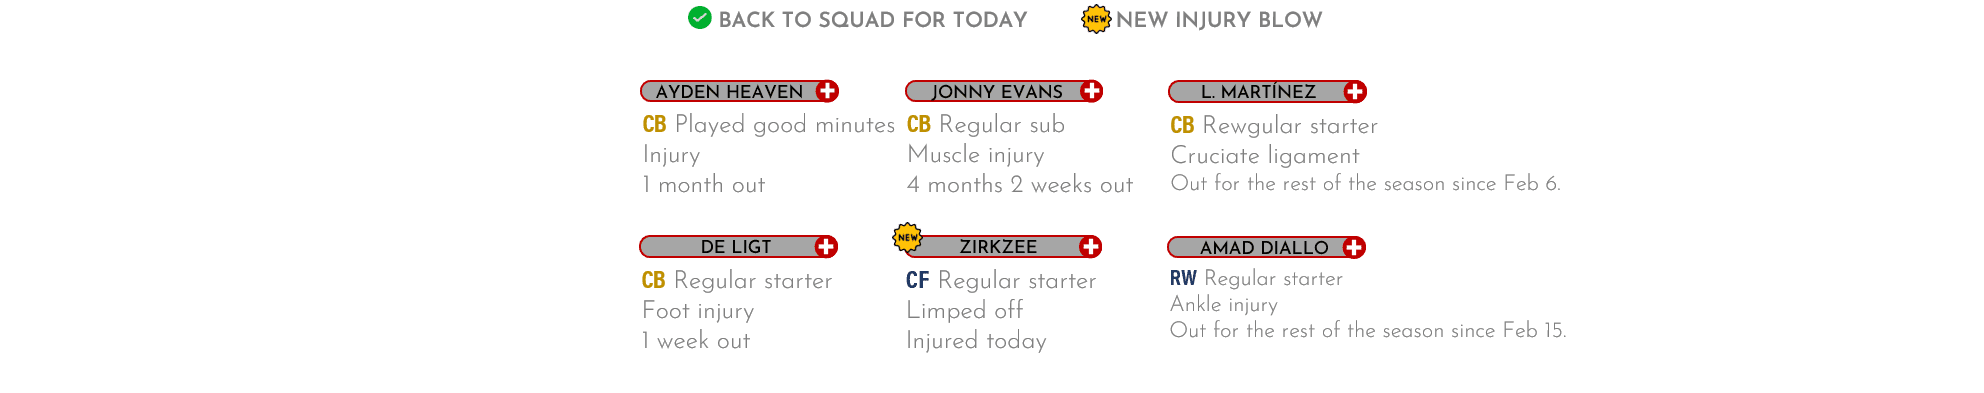 BACK TO SQUAD FOR TODAY
NEW
NEW INJURY BLOW
AYDEN HEAVEN
CB Played good minutes
Injury
1 month out
JONNY EVANS
CB Regular sub
Muscle injury
4 months 2 weeks out
L. MARTÍNEZ
CB Rewgular starter
Cruciate ligament
Out for the rest of the season since Feb 6.
DE LIGT
CB Regular starter
Foot injury
1 week out
NEW
ZIRKZEE
CF Regular starter
Limped off
Injured today
AMAD DIALLO
RW Regular starter
Ankle injury
Out for the rest of the season since Feb 15.